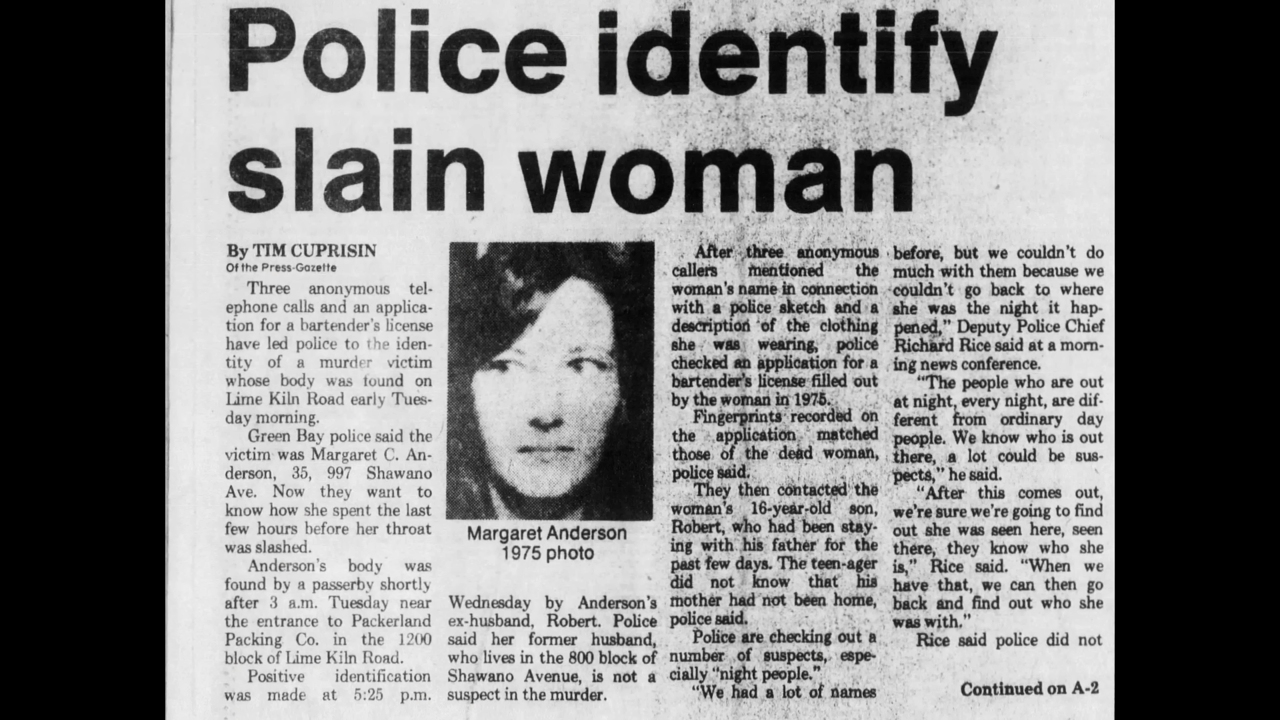 Police identify
slain woman
By TIM CUPRISIN
Of the Press-Gazette
Three anonymous tel-
ephone calls and an applica-
tion for a bartender's license
have led police to the iden-
tity of a murder victim
whose body was found on
Lime Kiln Road early Tues-
day morning.
Green Bay police said the
victim was Margaret C. An-
derson, 35, 997 Shawano
Ave. Now they want to
know how she spent the last
few hours before her throat
was slashed.
Anderson's body was
found by a passerby shortly
after 3 a.m. Tuesday near
the entrance to Packerland
Packing Co. in the 1200
block of Lime Kiln Road.
Positive identification
was made at 5:25 p.m.
Margaret Anderson
1975 photo
Wednesday by Anderson's
ex-husband, Robert. Police
said her former husband,
who lives in the 800 block of
Shawano Avenue, is not a
suspect in the murder.
After three anonymous
callers mentioned the
woman's name in connection
with a police sketch and a
description of the clothing
she was wearing, police
checked an application for a
bartender's license filled out
by the woman in 1975.
Fingerprints recorded on
the application matched
those of the dead woman,
police said.
They then contacted the
woman's 16-year-old son,
Robert, who had been stay-
ing with his father for the
past few days. The teen-ager
did not know that his
mother had not been home,
police said.
Police are checking out a
number of suspects, espe-
cially "night people."
"We had a lot of names
before, but we couldn't do
much with them because we
couldn't go back to where
she was the night it hap-
pened," Deputy Police Chief
Richard Rice said at a morn-
ing news conference.
"The people who are out
at night, every night, are dif-
ferent from ordinary day
people. We know who is out
there, a lot could be sus-
pects," he said.
"After this comes out,
we're sure we're going to find
out she was seen here, seen
there, they know who she
is," Rice said. "When we
have that, we can then go
back and find out who she
was with."
Rice said police did not
Continued on A-2